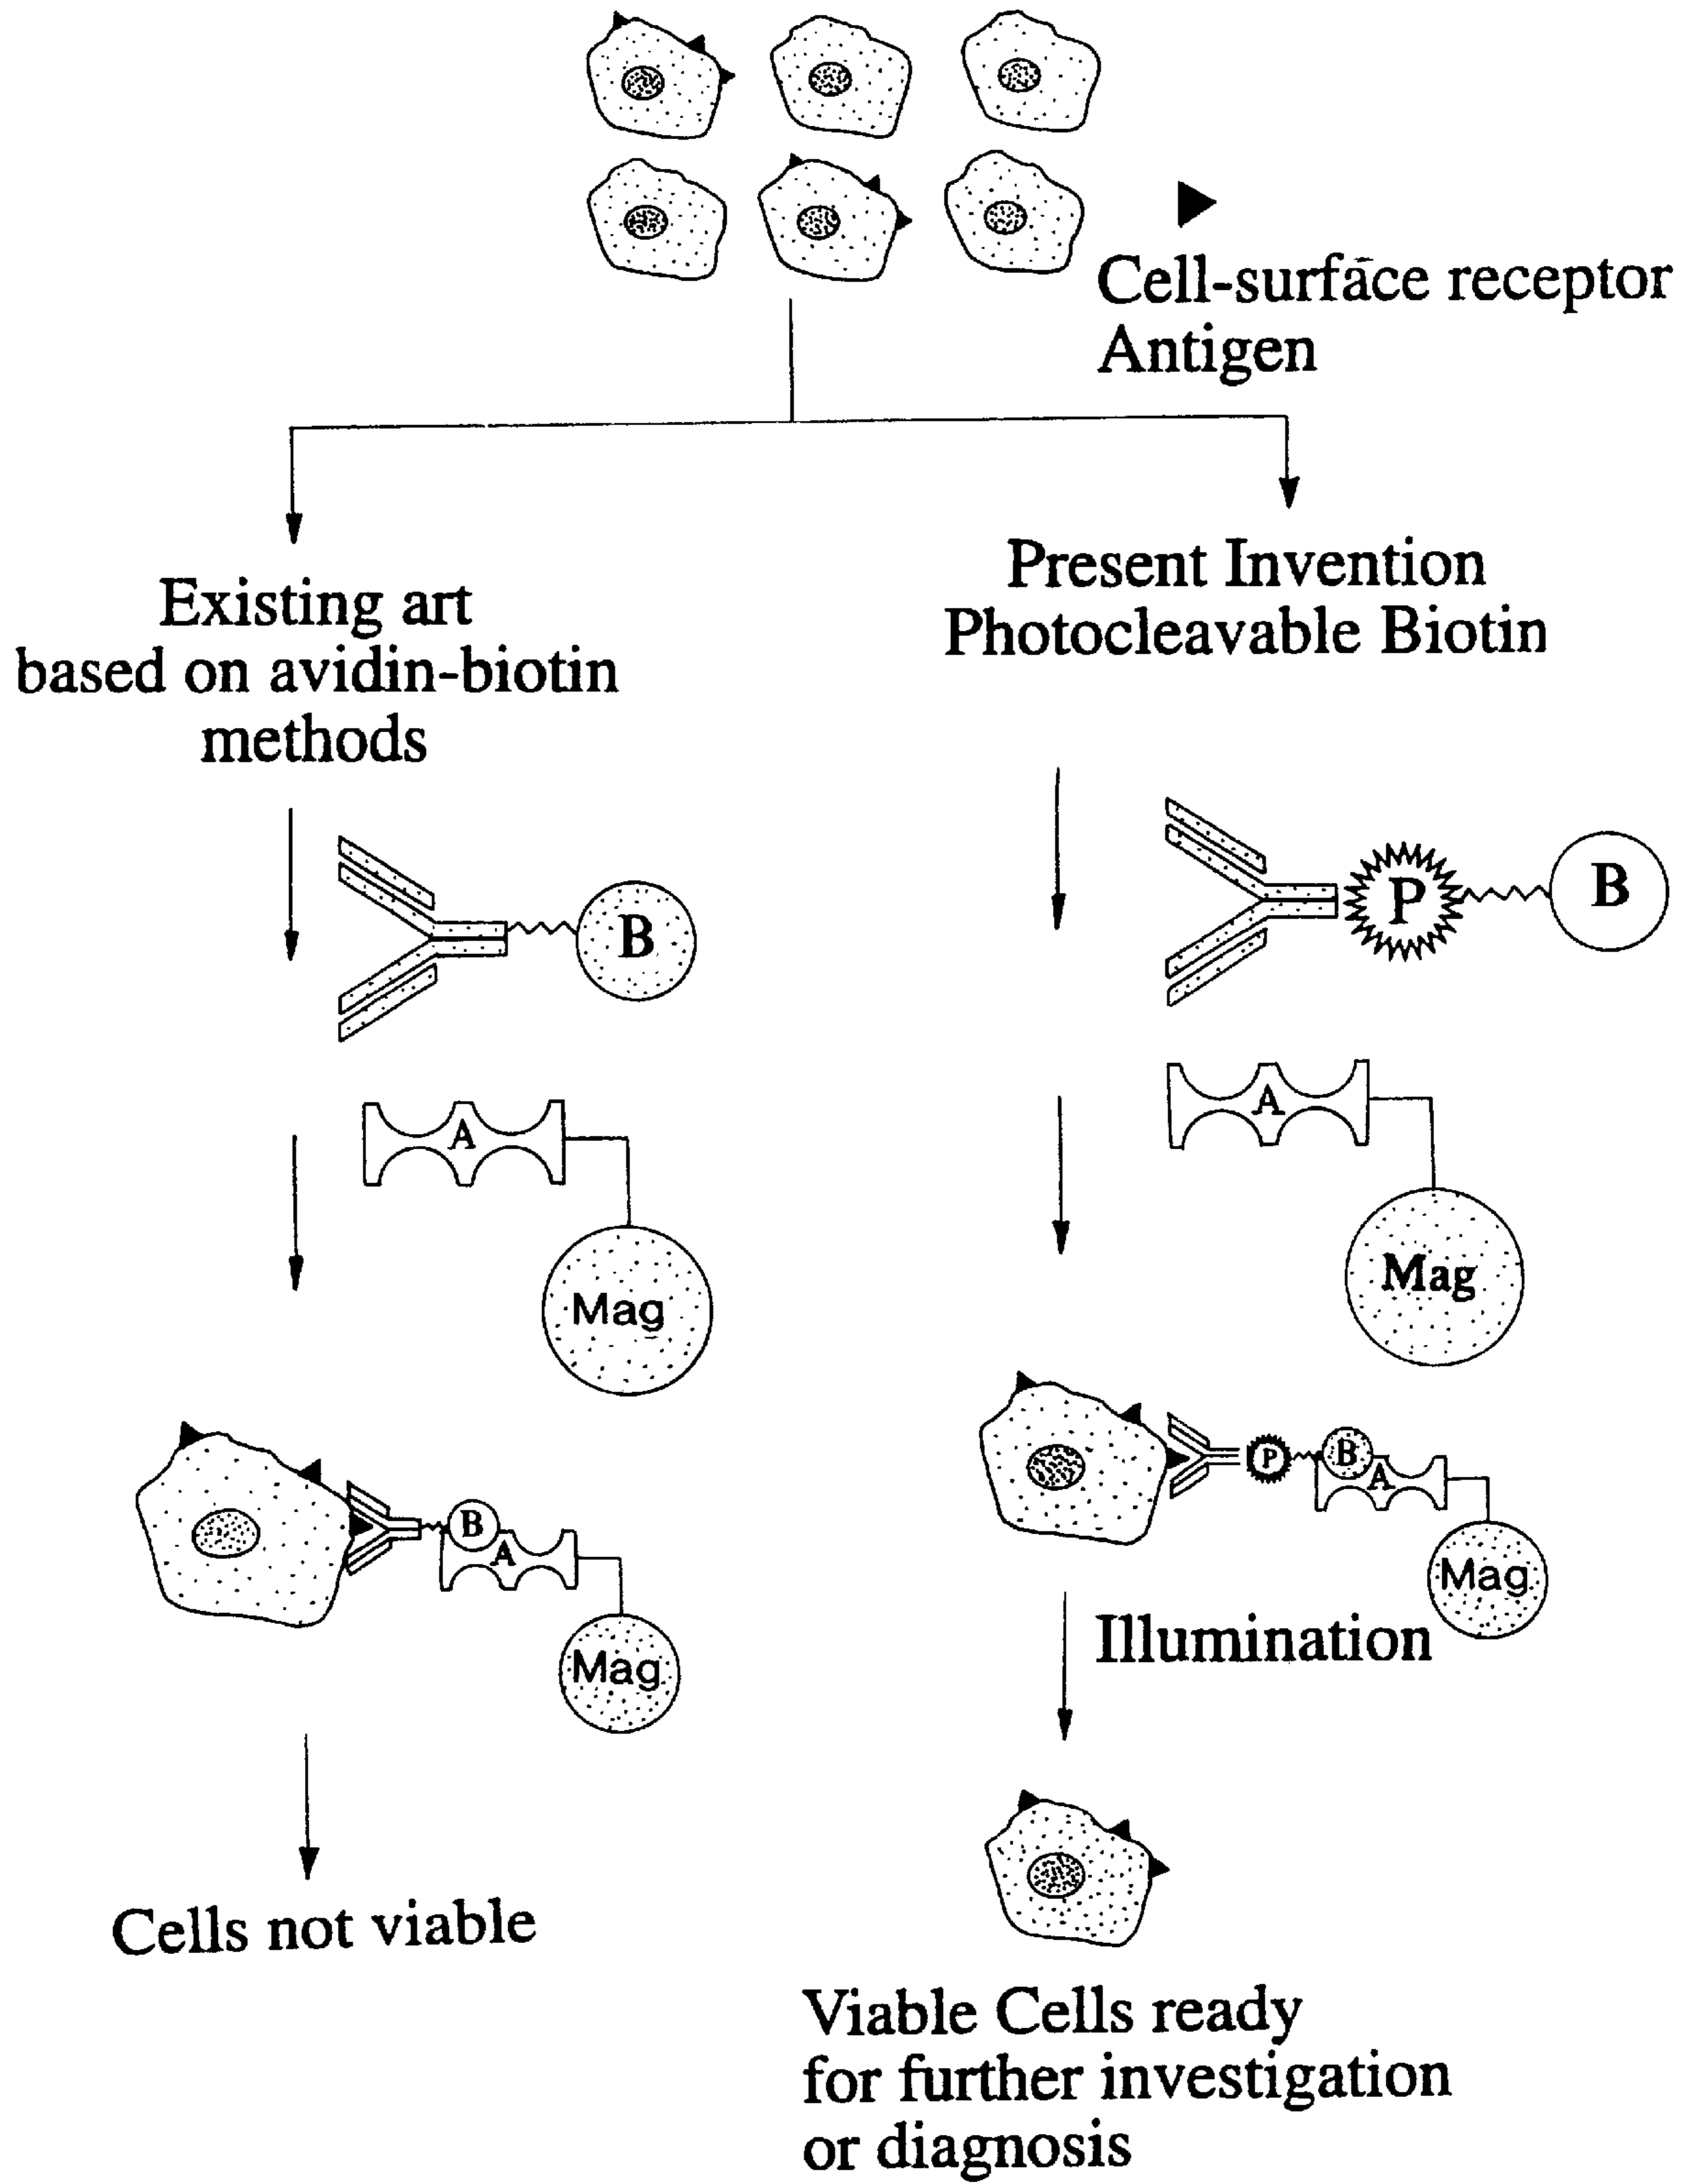 Cell-surface receptor
Antigen
Existing art
based on avidin-biotin
methods
Present Invention
Photocleavable Biotin
B
P
B
A
Mag
A
Mag
B
A
Mag
P
B
A
Mag
Illumination
Cells not viable
Viable Cells ready
for further investigation
or diagnosis